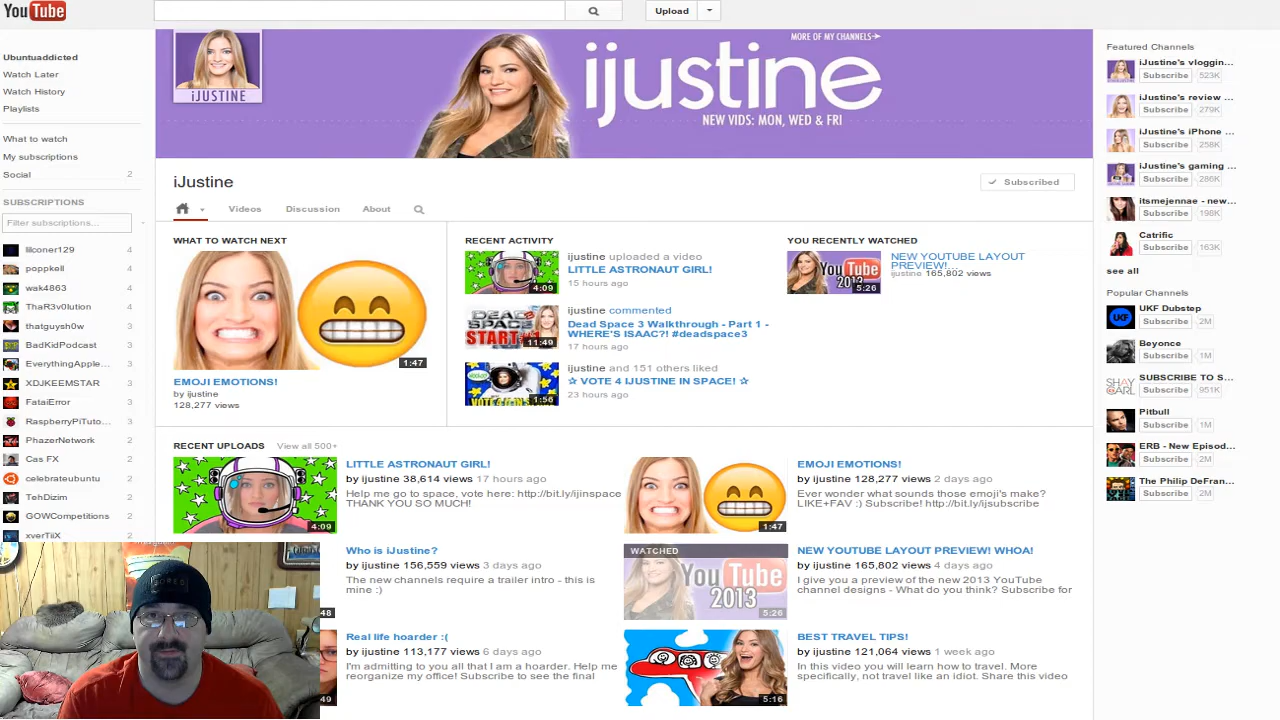 YouTube
Upload
Ubuntuaddicted
Watch Later
Watch History
Playlists
What to watch
My subscriptions
Social 2
SUBSCRIPTIONS
Filter subscriptions...
lilconer129 4
poppkell 4
wak4863 4
ThaR3v0lution 4
thatguysh0w 3
BadKidPodcast 3
EverythingApple... 3
XDJKEEMSTAR 3
FataiError 3
RaspberryPiTuto... 3
PhazerNetwork 2
Cas FX 2
celebrateubuntu 2
TehDizim 2
GOWCompetitions 2
xverTiiX 2
iJUSTINE
MORE OF MY CHANNELS
ijustine
NEW VIDS: MON, WED & FRI
iJustine
Subscribed
Videos Discussion About
WHAT TO WATCH NEXT
1:47
EMOJI EMOTIONS!
by ijustine
128,277 views
RECENT ACTIVITY
4:09
ijustine uploaded a video
LITTLE ASTRONAUT GIRL!
15 hours ago
DEAD SPACE START
11:49
ijustine commented
Dead Space 3 Walkthrough - Part 1 -
WHERE'S ISAAC?! #deadspace3
17 hours ago
1:56
ijustine and 151 others liked
☆ VOTE 4 IJUSTINE IN SPACE! ☆
23 hours ago
YOU RECENTLY WATCHED
YouTube
2013
5:26
NEW YOUTUBE LAYOUT
PREVIEW!...
ijustine 165,802 views
RECENT UPLOADS View all 500+
4:09
LITTLE ASTRONAUT GIRL!
by ijustine 38,614 views 17 hours ago
Help me go to space, vote here: http://bit.ly/ijinspace
THANK YOU SO MUCH!
1:47
EMOJI EMOTIONS!
by ijustine 128,277 views 2 days ago
Ever wonder what sounds those emoji's make?
LIKE+FAV :) Subscribe! http://bit.ly/ijsubscribe
48
Who is iJustine?
by ijustine 156,559 views 3 days ago
The new channels require a trailer intro - this is
mine :)
WATCHED
YouTube
2013
5:26
NEW YOUTUBE LAYOUT PREVIEW! WHOA!
by ijustine 165,802 views 4 days ago
I give you a preview of the new 2013 YouTube
channel designs - What do you think? Subscribe for
49
Real life hoarder :(
by ijustine 113,177 views 6 days ago
I'm admitting to you all that I am a hoarder. Help me
reorganize my office! Subscribe to see the final
5:16
BEST TRAVEL TIPS!
by ijustine 121,064 views 1 week ago
In this video you will learn how to travel. More
specifically, not travel like an idiot. Share this video
Featured Channels
iJustine's vloggin...
Subscribe 523K
iJustine's review ...
Subscribe 279K
iJustine's iPhone ...
Subscribe 258K
iJustine's gaming ...
Subscribe 286K
itsmejennae - new...
Subscribe 198K
Catrific
Subscribe 163K
see all
Popular Channels
UKF
UKF Dubstep
Subscribe 2M
Beyonce
Subscribe 1M
SHAY CARL
SUBSCRIBE TO S...
Subscribe 951K
Pitbull
Subscribe 1M
ERB - New Episod...
Subscribe 2M
The Philip DeFran...
Subscribe 2M